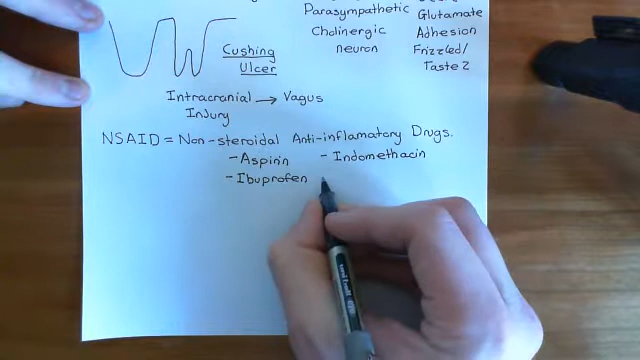 Parasympathetic
Cholinergic
neuron
Glutamate
Adhesion
Frizzled/
Taste 2
Cushing
Ulcer
Intracranial → Vagus
Injury
NSAID = Non-steroidal Anti-inflamatory Drugs.
- Aspirin - Indomethacin
- Ibuprofen